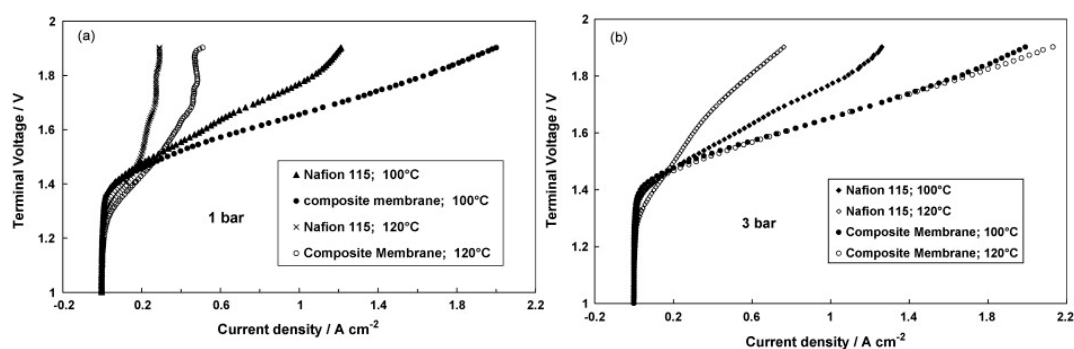 (a)
2
1.8
1.6
1.4
1.2
1
Terminal Voltage / V
-0.2 0.2 0.6 1 1.4 1.8 2.2
Current density / A cm-2
Nafion 115; 100°C
composite membrane; 100°C
Nafion 115; 120°C
Composite Membrane; 120°C
1 bar
(b)
2
1.8
1.6
1.4
1.2
1
Terminal Voltage / V
-0.2 0.2 0.6 1 1.4 1.8 2.2
Current density / A cm-2
Nafion 115; 100°C
Nafion 115; 120°C
Composite Membrane; 100°C
Composite Membrane; 120°C
3 bar